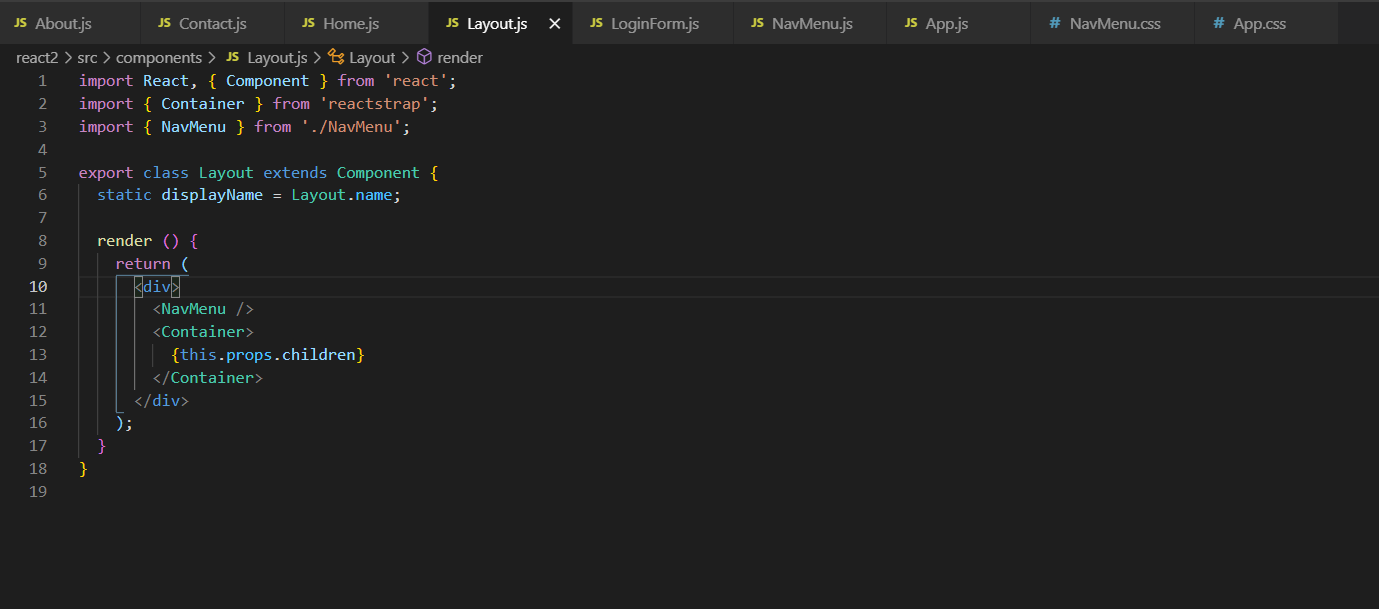 JS About.js JS Contact.js JS Home.js JS Layout.js × JS LoginForm.js JS NavMenu.js JS App.js # NavMenu.css # App.css
react2 > src > components > JS Layout.js > Layout > render
1 import React, { Component } from 'react';
2 import { Container } from 'reactstrap';
3 import { NavMenu } from './NavMenu';
4
5 export class Layout extends Component {
6   static displayName = Layout.name;
7
8   render () {
9     return (
10       <div>
11         <NavMenu />
12         <Container>
13           {this.props.children}
14         </Container>
15       </div>
16     );
17   }
18 }
19